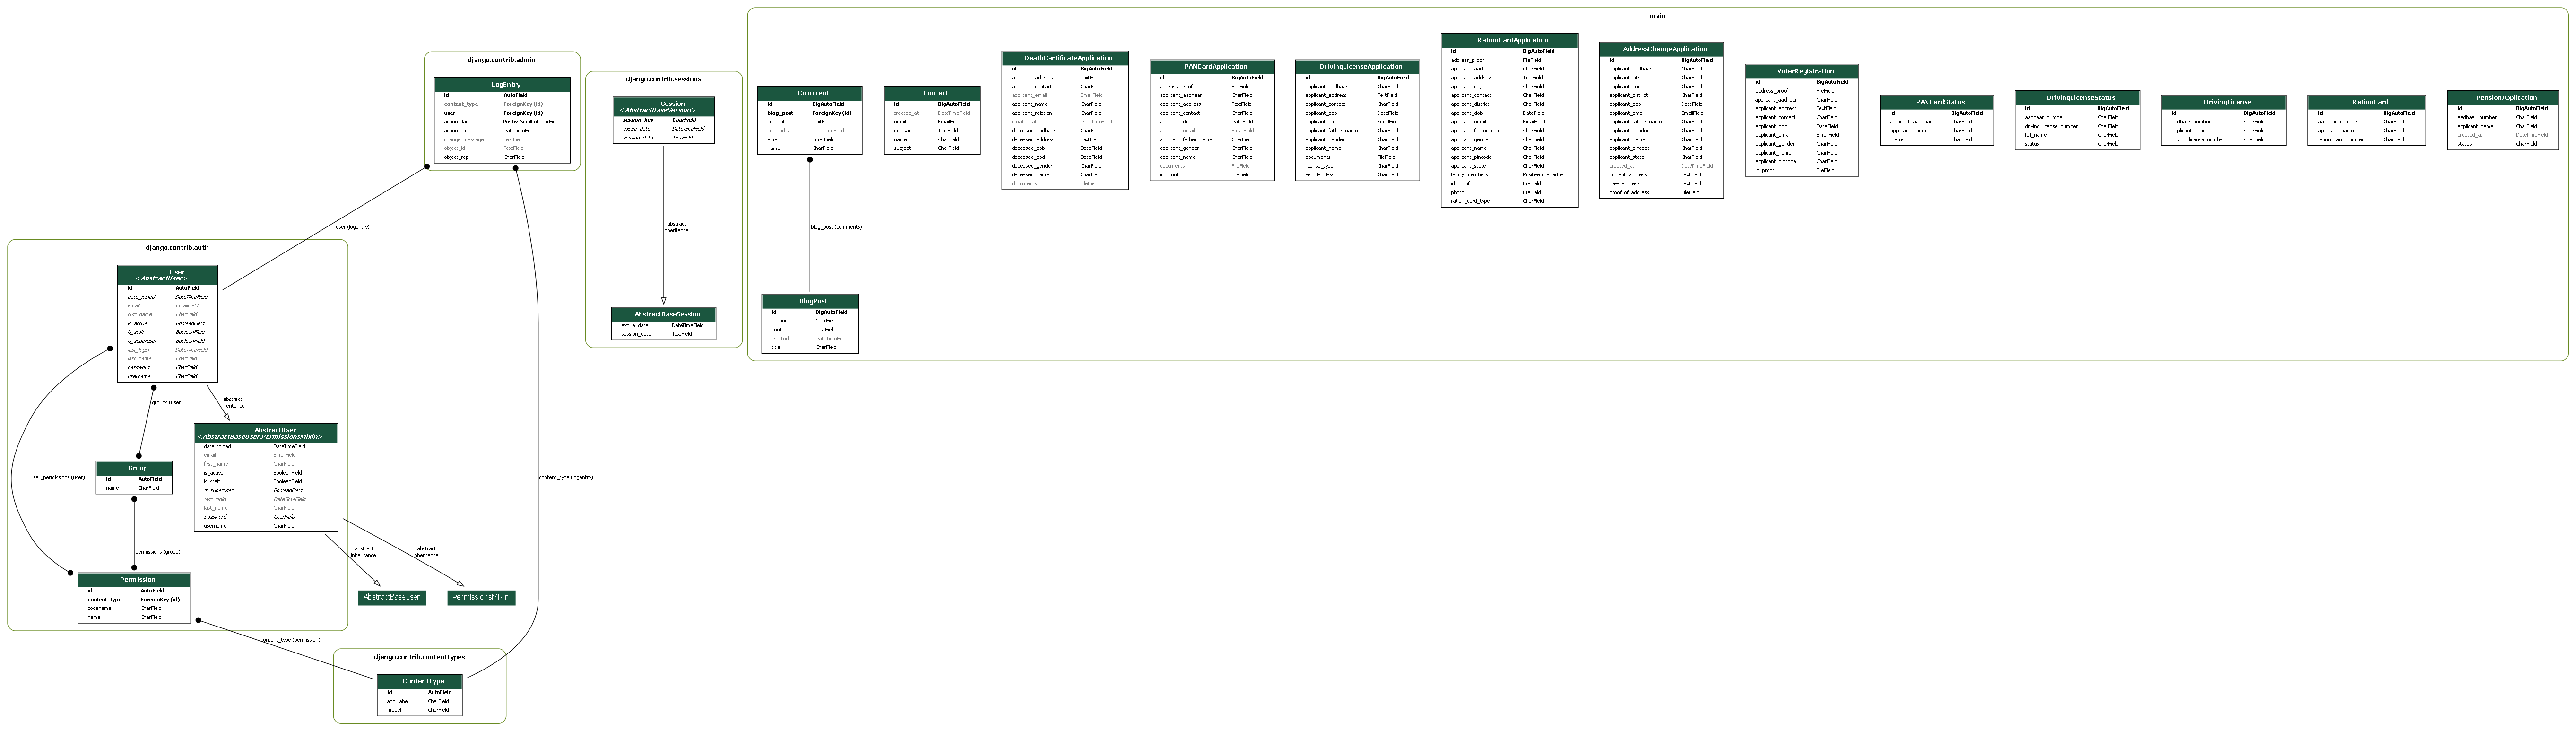 django.contrib.admin
LogEntry
id AutoField
content_type ForeignKey (id)
user ForeignKey (id)
action_flag PositiveSmallIntegerField
action_time DateTimeField
change_message TextField
object_id TextField
object_repr CharField
django.contrib.sessions
Session
<AbstractBaseSession>
session_key CharField
expire_date DateTimeField
session_data TextField
abstract
inheritance
AbstractBaseSession
expire_date DateTimeField
session_data TextField
main
Comment
id BigAutoField
blog_post ForeignKey (id)
content TextField
created_at DateTimeField
email EmailField
name CharField
blog_post (comments)
BlogPost
id BigAutoField
author CharField
content TextField
created_at DateTimeField
title CharField
Contact
id BigAutoField
created_at DateTimeField
email EmailField
message TextField
name CharField
subject CharField
DeathCertificateApplication
id BigAutoField
applicant_address TextField
applicant_contact CharField
applicant_email EmailField
applicant_name CharField
applicant_relation CharField
created_at DateTimeField
deceased_aadhaar CharField
deceased_address TextField
deceased_dob DateField
deceased_dod DateField
deceased_gender CharField
deceased_name CharField
documents FileField
PANCardApplication
id BigAutoField
address_proof FileField
applicant_aadhaar CharField
applicant_address TextField
applicant_contact CharField
applicant_dob DateField
applicant_email EmailField
applicant_father_name CharField
applicant_gender CharField
applicant_name CharField
documents FileField
id_proof FileField
DrivingLicenseApplication
id BigAutoField
applicant_aadhaar CharField
applicant_address TextField
applicant_contact CharField
applicant_dob DateField
applicant_email EmailField
applicant_father_name CharField
applicant_gender CharField
applicant_name CharField
documents FileField
license_type CharField
vehicle_class CharField
RationCardApplication
id BigAutoField
address_proof FileField
applicant_aadhaar CharField
applicant_address TextField
applicant_city CharField
applicant_contact CharField
applicant_district CharField
applicant_dob DateField
applicant_email EmailField
applicant_father_name CharField
applicant_gender CharField
applicant_name CharField
applicant_pincode CharField
applicant_state CharField
family_members PositiveIntegerField
id_proof FileField
photo FileField
ration_card_type CharField
AddressChangeApplication
id BigAutoField
applicant_aadhaar CharField
applicant_city CharField
applicant_contact CharField
applicant_district CharField
applicant_dob DateField
applicant_email EmailField
applicant_father_name CharField
applicant_gender CharField
applicant_name CharField
applicant_pincode CharField
applicant_state CharField
created_at DateTimeField
current_address TextField
new_address TextField
proof_of_address FileField
VoterRegistration
id BigAutoField
address_proof FileField
applicant_aadhaar CharField
applicant_address TextField
applicant_contact CharField
applicant_dob DateField
applicant_email EmailField
applicant_gender CharField
applicant_name CharField
applicant_pincode CharField
id_proof FileField
PANCardStatus
id BigAutoField
applicant_aadhaar CharField
applicant_name CharField
status CharField
DrivingLicenseStatus
id BigAutoField
aadhaar_number CharField
driving_license_number CharField
full_name CharField
status CharField
DrivingLicense
id BigAutoField
aadhaar_number CharField
applicant_name CharField
driving_license_number CharField
RationCard
id BigAutoField
aadhaar_number CharField
applicant_name CharField
ration_card_number CharField
PensionApplication
id BigAutoField
aadhaar_number CharField
applicant_name CharField
created_at DateTimeField
status CharField
user (logentry)
django.contrib.auth
User
<AbstractUser>
id AutoField
date_joined DateTimeField
email EmailField
first_name CharField
is_active BooleanField
is_staff BooleanField
is_superuser BooleanField
last_login DateTimeField
last_name CharField
password CharField
username CharField
groups (user)
abstract
inheritance
AbstractUser
<AbstractBaseUser,PermissionsMixin>
date_joined DateTimeField
email EmailField
first_name CharField
is_active BooleanField
is_staff BooleanField
is_superuser BooleanField
last_login DateTimeField
last_name CharField
password CharField
username CharField
Group
id AutoField
name CharField
user_permissions (user)
content_type (logentry)
permissions (group)
abstract
inheritance
abstract
inheritance
Permission
id AutoField
content_type ForeignKey (id)
codename CharField
name CharField
AbstractBaseUser
PermissionsMixin
content_type (permission)
django.contrib.contenttypes
ContentType
id AutoField
app_label CharField
model CharField